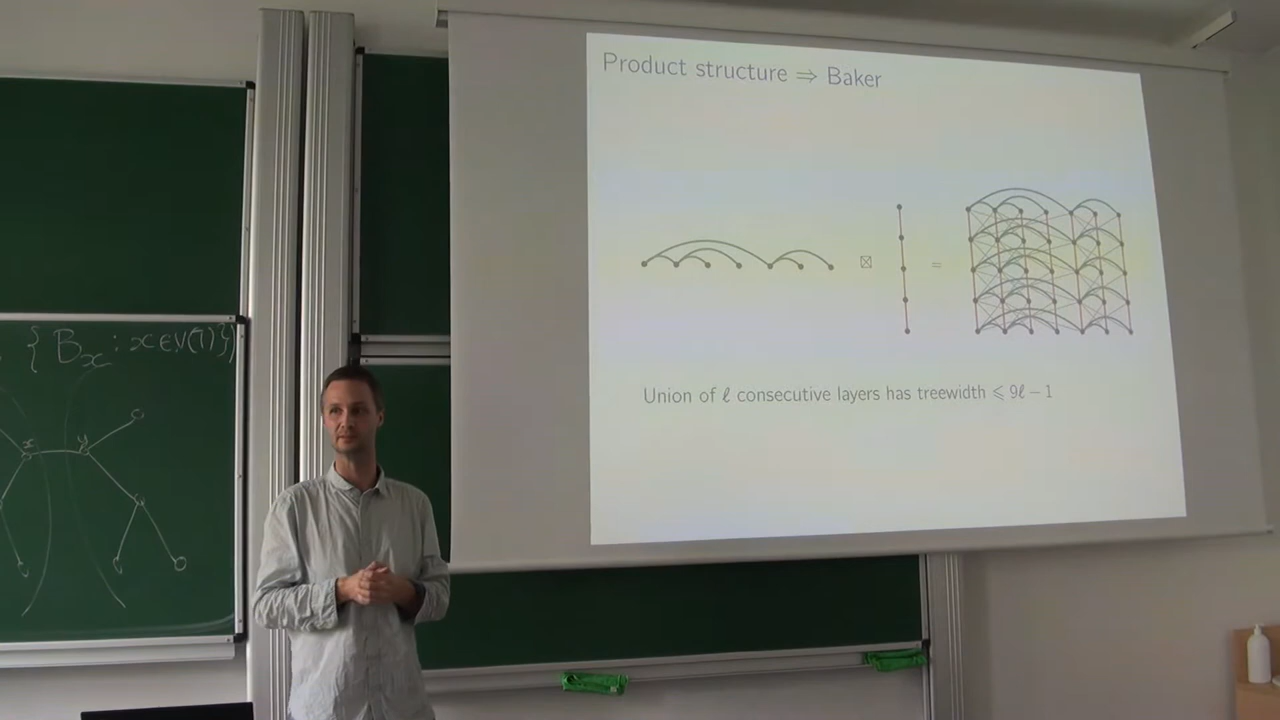 Product structure ⇒ Baker
⊠ =
Union of ℓ consecutive layers has treewidth ⩽ 9ℓ − 1
{ B_x : x ∈ V(T) }
x y